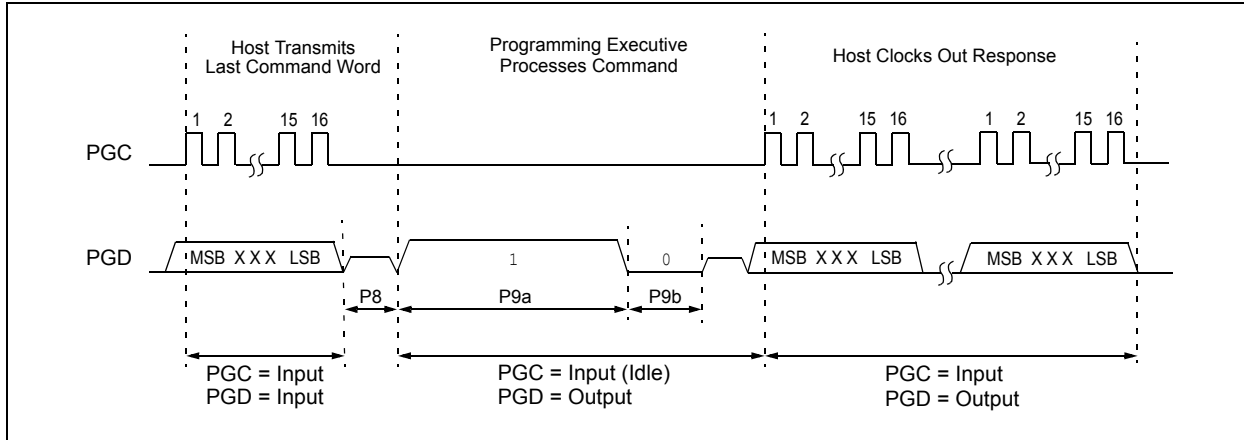 Host Transmits
Last Command Word
Programming Executive
Processes Command
Host Clocks Out Response
1 2 15 16
1 2 15 16
1 2 15 16
PGC
PGD
MSB X X X LSB
1
0
MSB X X X LSB
MSB X X X LSB
P8
P9a
P9b
PGC = Input
PGD = Input
PGC = Input (Idle)
PGD = Output
PGC = Input
PGD = Output